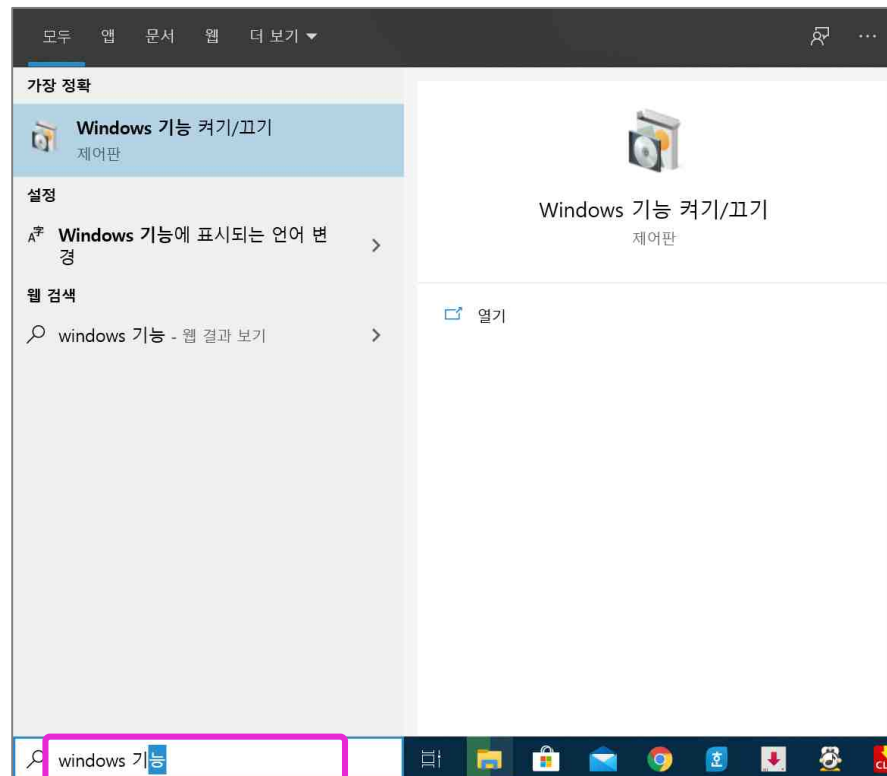 모두 앱 문서 웹 더 보기
가장 정확
Windows 기능 켜기/끄기
제어판
설정
Windows 기능에 표시되는 언어 변
경
웹 검색
windows 기능 - 웹 결과 보기
Windows 기능 켜기/끄기
제어판
열기
windows 기능